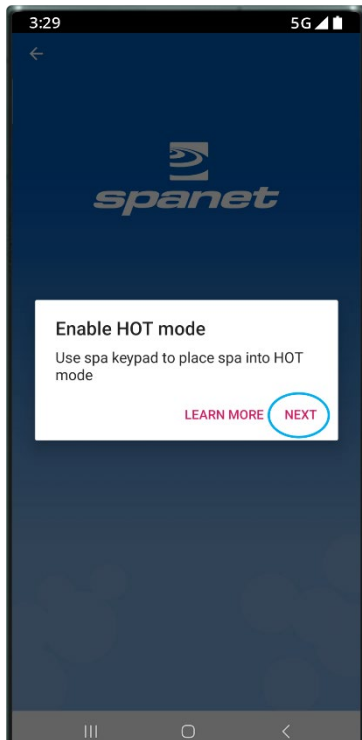 3:29 5G
spanet
Enable HOT mode
Use spa keypad to place spa into HOT
mode
LEARN MORE NEXT